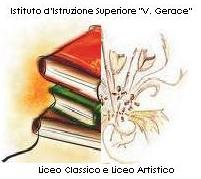 Istituto d'Istruzione Superiore "V. Gerace"
Liceo Classico e Liceo Artistico